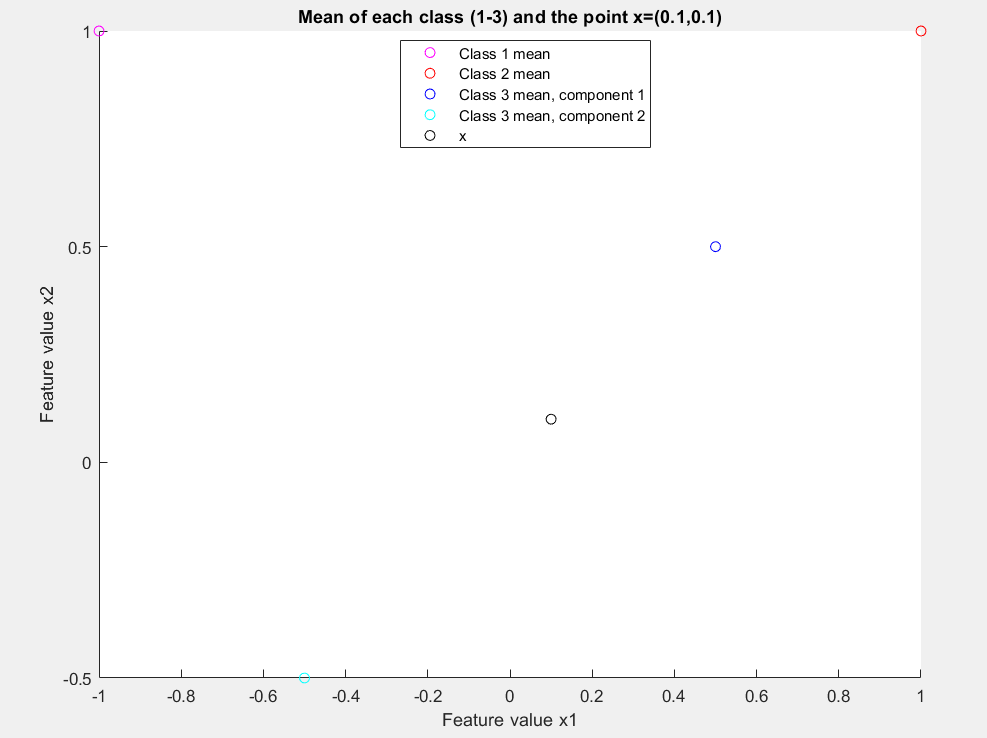 Mean of each class (1-3) and the point x=(0.1,0.1)
Class 1 mean
Class 2 mean
Class 3 mean, component 1
Class 3 mean, component 2
x
Feature value x2
1
0.5
0
-0.5
-1 -0.8 -0.6 -0.4 -0.2 0 0.2 0.4 0.6 0.8 1
Feature value x1